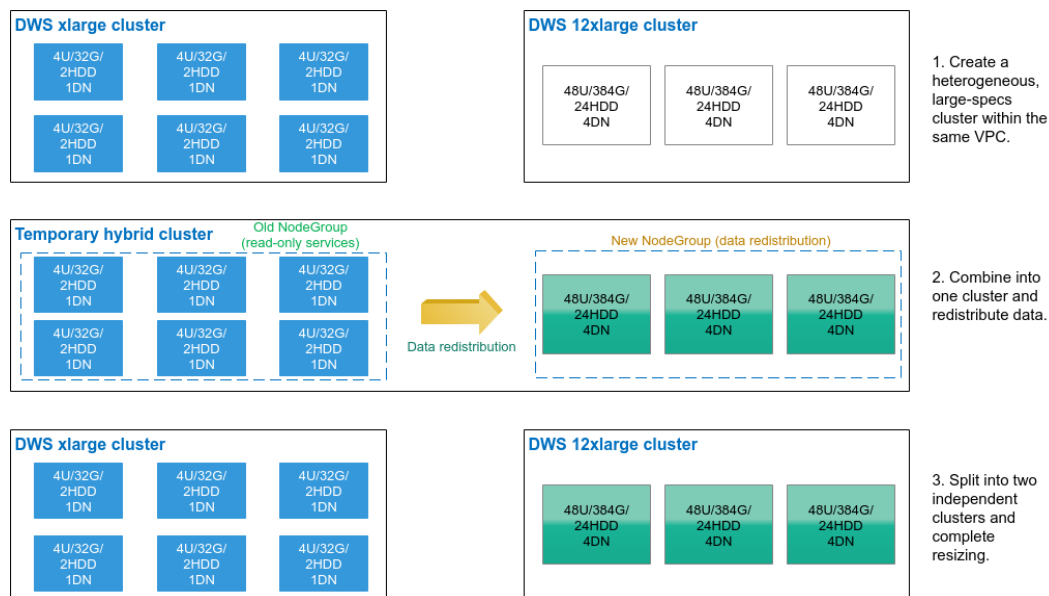 DWS xlarge cluster
4U/32G/
2HDD
1DN
4U/32G/
2HDD
1DN
4U/32G/
2HDD
1DN
4U/32G/
2HDD
1DN
4U/32G/
2HDD
1DN
4U/32G/
2HDD
1DN
DWS 12xlarge cluster
48U/384G/
24HDD
4DN
48U/384G/
24HDD
4DN
48U/384G/
24HDD
4DN
1. Create a
heterogeneous,
large-specs
cluster within the
same VPC.
Temporary hybrid cluster
Old NodeGroup
(read-only services)
4U/32G/
2HDD
1DN
4U/32G/
2HDD
1DN
4U/32G/
2HDD
1DN
4U/32G/
2HDD
1DN
4U/32G/
2HDD
1DN
4U/32G/
2HDD
1DN
Data redistribution
New NodeGroup (data redistribution)
48U/384G/
24HDD
4DN
48U/384G/
24HDD
4DN
48U/384G/
24HDD
4DN
2. Combine into
one cluster and
redistribute data.
DWS xlarge cluster
4U/32G/
2HDD
1DN
4U/32G/
2HDD
1DN
4U/32G/
2HDD
1DN
4U/32G/
2HDD
1DN
4U/32G/
2HDD
1DN
4U/32G/
2HDD
1DN
DWS 12xlarge cluster
48U/384G/
24HDD
4DN
48U/384G/
24HDD
4DN
48U/384G/
24HDD
4DN
3. Split into two
independent
clusters and
complete
resizing.